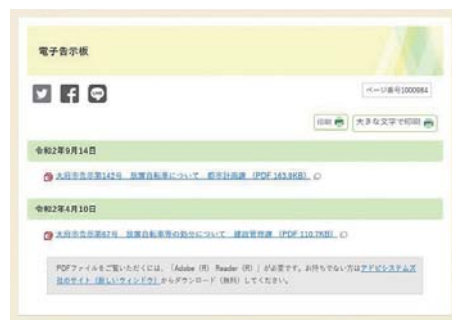 電子告示板
LINE
ページ番号1000984
印刷
大きな文字で印刷
令和2年9月14日
大府市告示第142号 放置自転車について 都市計画課 (PDF 163.9KB)
令和2年4月10日
大府市告示第67号 放置自転車等の処分について 建設管理課 (PDF 110.7KB)
PDFファイルをご覧いただくには、「Adobe (R) Reader (R) 」が必要です。お持ちでない方はアドビシステムズ
社のサイト (新しいウィンドウ) からダウンロード (無料) してください。